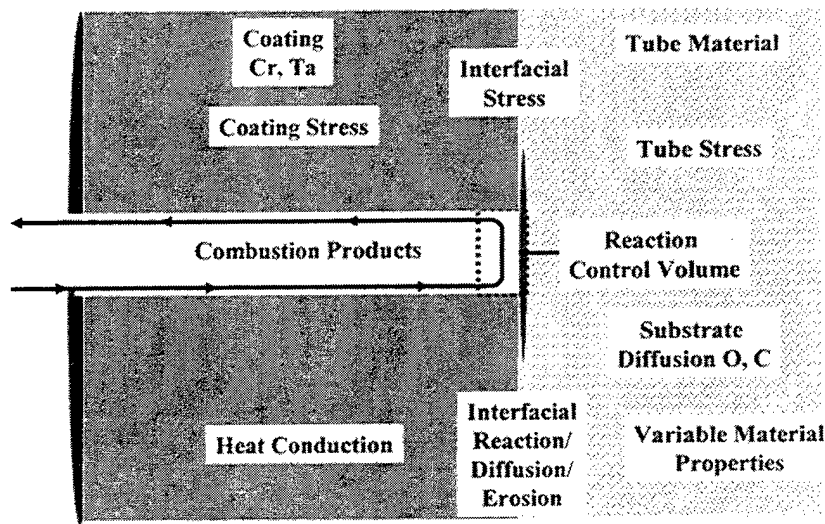 Coating
Cr, Ta
Coating Stress
Interfacial
Stress
Tube Material
Tube Stress
Combustion Products
Reaction
Control Volume
Substrate
Diffusion O, C
Heat Conduction
Interfacial
Reaction/
Diffusion/
Erosion
Variable Material
Properties